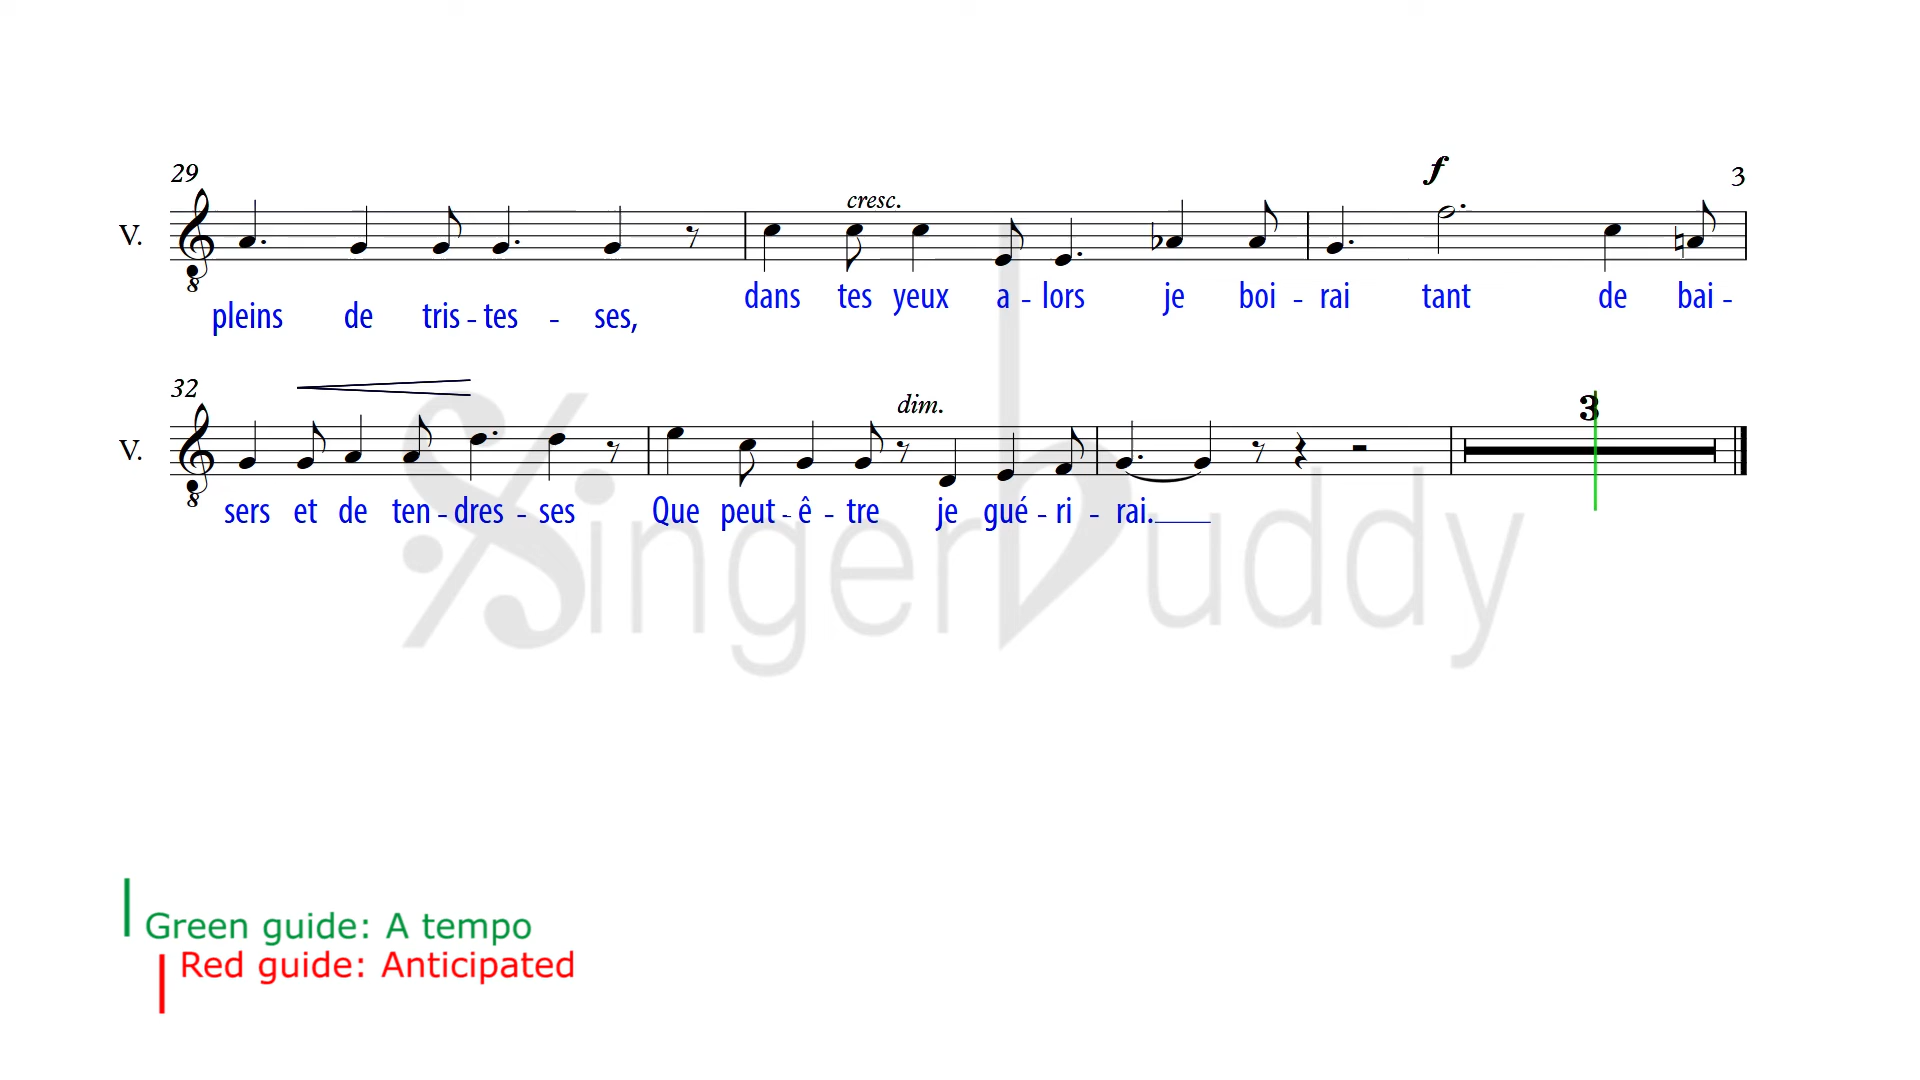 29
f
3
cresc.
V.
8
pleins de tris - tes - ses, dans tes yeux a - lors je boi - rai tant de bai -
32
dim.
3
V.
8
sers et de ten - dres - ses Que peut - ê - tre je gué - ri - rai.
Singerbuddy
Green guide: A tempo
Red guide: Anticipated